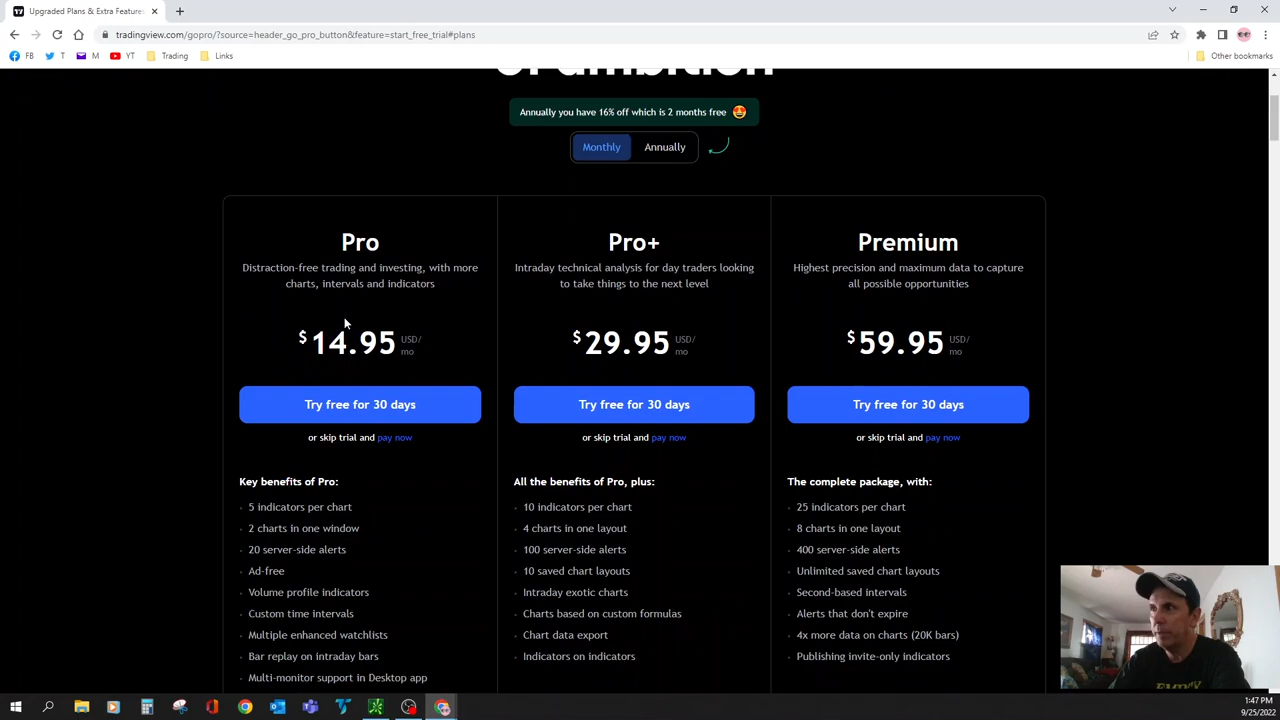 Upgraded Plans & Extra Feature
tradingview.com/gopro/?source=header_go_pro_button&feature=start_free_trial#plans
FB
T
M
YT
Trading
Links
Other bookmarks
of ambition
Annually you have 16% off which is 2 months free
Monthly
Annually
Pro
Distraction-free trading and investing, with more
charts, intervals and indicators
$14.95 USD/
mo
Try free for 30 days
or skip trial and pay now
Key benefits of Pro:
5 indicators per chart
2 charts in one window
20 server-side alerts
Ad-free
Volume profile indicators
Custom time intervals
Multiple enhanced watchlists
Bar replay on intraday bars
Multi-monitor support in Desktop app
Pro+
Intraday technical analysis for day traders looking
to take things to the next level
$29.95 USD/
mo
Try free for 30 days
or skip trial and pay now
All the benefits of Pro, plus:
10 indicators per chart
4 charts in one layout
100 server-side alerts
10 saved chart layouts
Intraday exotic charts
Charts based on custom formulas
Chart data export
Indicators on indicators
Premium
Highest precision and maximum data to capture
all possible opportunities
$59.95 USD/
mo
Try free for 30 days
or skip trial and pay now
The complete package, with:
25 indicators per chart
8 charts in one layout
400 server-side alerts
Unlimited saved chart layouts
Second-based intervals
Alerts that don't expire
4x more data on charts (20K bars)
Publishing invite-only indicators
1:47 PM
9/25/2022